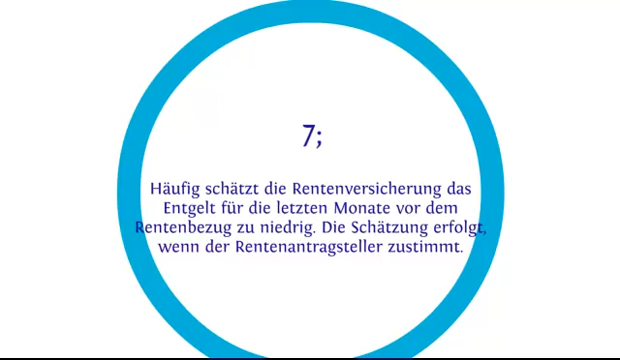 7;
Häufig schätzt die Rentenversicherung das
Entgelt für die letzten Monate vor dem
Rentenbezug zu niedrig. Die Schätzung erfolgt,
wenn der Rentenantragsteller zustimmt.